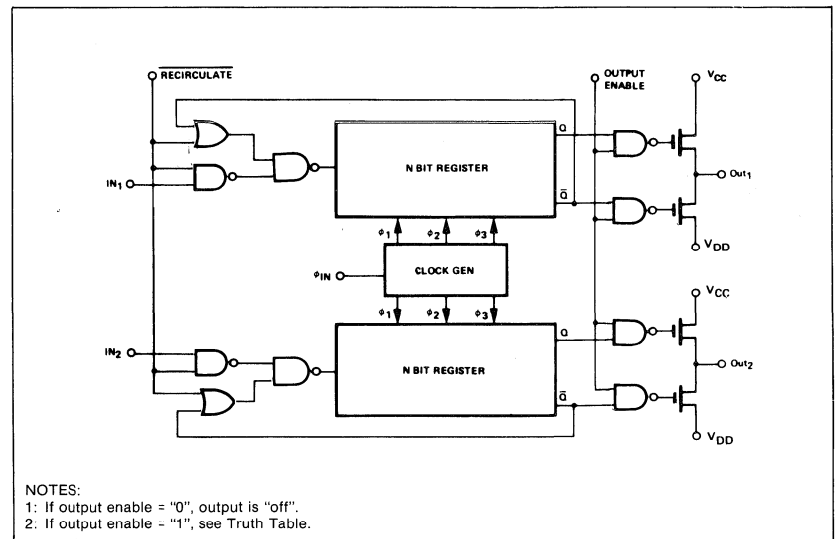 RECIRCULATE
OUTPUT
ENABLE
VCC
Q
N BIT REGISTER
IN1
Out1
Q̅
ϕ1 ϕ2 ϕ3
VDD
ϕIN
CLOCK GEN
VCC
ϕ1 ϕ2 ϕ3
IN2
Q
Out2
N BIT REGISTER
Q̅
VDD
NOTES:
1: If output enable = "0", output is "off".
2: If output enable = "1", see Truth Table.